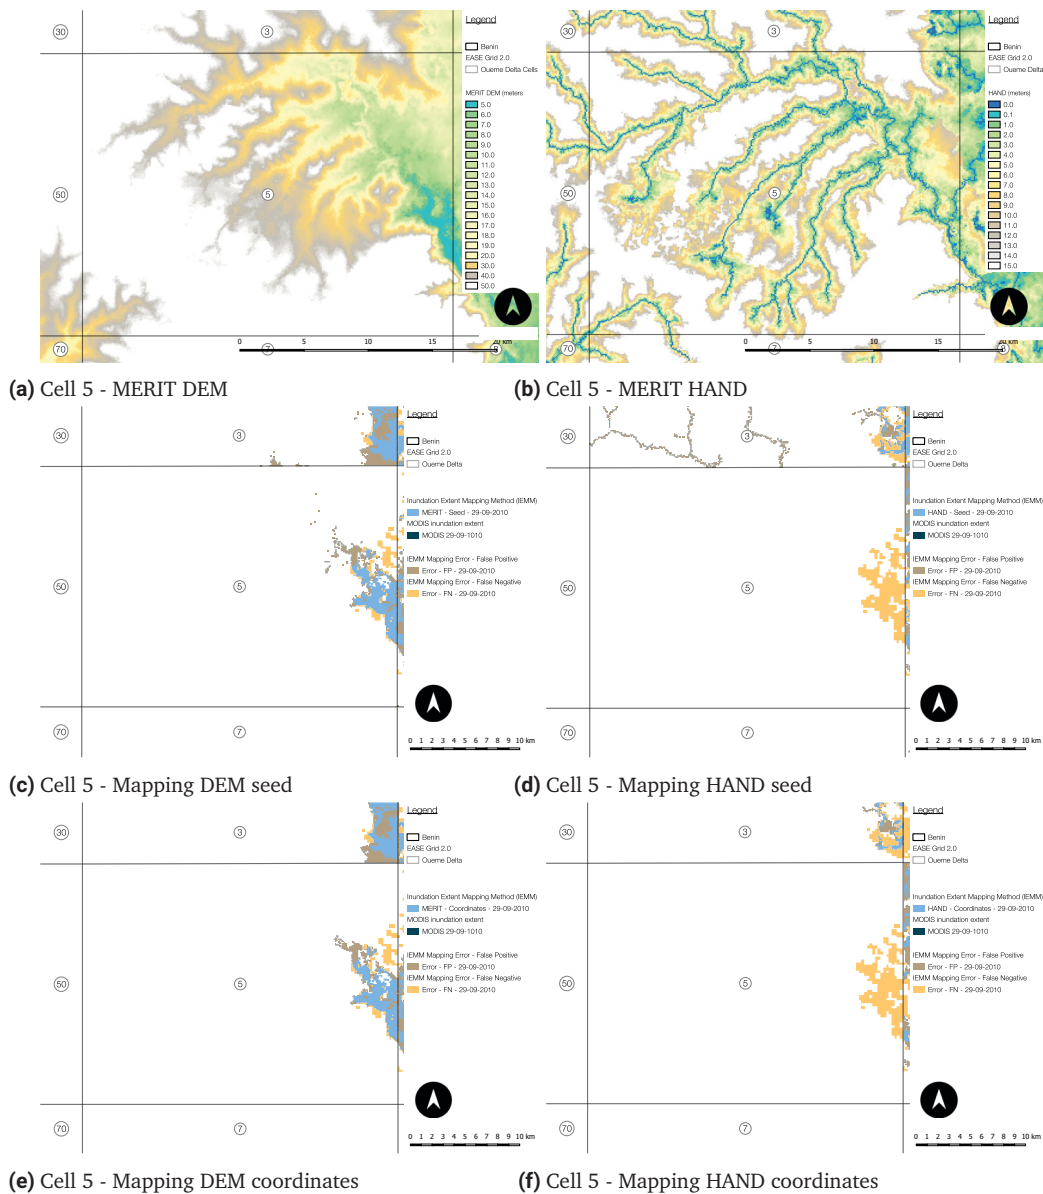 30
3
50
5
70
7
8
Legend
Benin
EASE Grid 2.0
Oueme Delta Cells
MERIT DEM (meters
5.0
6.0
7.0
8.0
9.0
10.0
11.0
12.0
13.0
14.0
15.0
16.0
17.0
18.0
19.0
20.0
30.0
40.0
50.0
0 5 10 15 20 km
(a) Cell 5 - MERIT DEM
30
3
50
5
70
7
8
Legend
Benin
EASE Grid 2.0
Oueme Delta
HAND (meters)
0.0
0.1
1.0
2.0
3.0
4.0
5.0
6.0
7.0
8.0
9.0
10.0
11.0
12.0
13.0
14.0
15.0
0 5 10 15 20 km
(b) Cell 5 - MERIT HAND
30
3
50
5
70
7
Legend
Benin
EASE Grid 2.0
Oueme Delta
Inundation Extent Mapping Method (IEMM)
MERIT - Seed - 29-09-2010
MODIS inundation extent
MODIS 29-09-1010
IEMM Mapping Error - False Positive
Error - FP - 29-09-2010
IEMM Mapping Error - False Negative
Error - FN - 29-09-2010
0 1 2 3 4 5 6 7 8 9 10 km
(c) Cell 5 - Mapping DEM seed
30
3
50
5
70
7
Legend
Benin
EASE Grid 2.0
Oueme Delta
Inundation Extent Mapping Method (IEMM)
HAND - Seed - 29-09-2010
MODIS inundation extent
MODIS 29-09-1010
IEMM Mapping Error - False Positive
Error - FP - 29-09-2010
IEMM Mapping Error - False Negative
Error - FN - 29-09-2010
0 1 2 3 4 5 6 7 8 9 10 km
(d) Cell 5 - Mapping HAND seed
30
3
50
5
70
7
Legend
Benin
EASE Grid 2.0
Oueme Delta
Inundation Extent Mapping Method (IEMM)
MERIT - Coordinates - 29-09-2010
MODIS inundation extent
MODIS 29-09-1010
IEMM Mapping Error - False Positive
Error - FP - 29-09-2010
IEMM Mapping Error - False Negative
Error - FN - 29-09-2010
0 1 2 3 4 5 6 7 8 9 10 km
(e) Cell 5 - Mapping DEM coordinates
30
3
50
5
70
7
Legend
Benin
EASE Grid 2.0
Oueme Delta
Inundation Extent Mapping Method (IEMM)
HAND - Coordinates - 29-09-2010
MODIS inundation extent
MODIS 29-09-1010
IEMM Mapping Error - False Positive
Error - FP - 29-09-2010
IEMM Mapping Error - False Negative
Error - FN - 29-09-2010
0 1 2 3 4 5 6 7 8 9 10 km
(f) Cell 5 - Mapping HAND coordinates